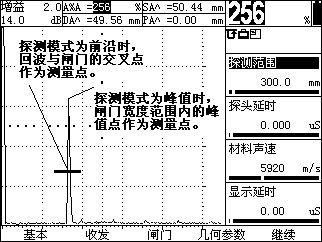 增益 2.0 A%A =256 SA^ =50.44 mm
14.0 dB DA^ =49.56 mm PA^ =0.00 mm
256
探测模式为前沿时，
回波与闸门的交叉点
作为测量点。
探测模式为峰值时，
闸门宽度范围内的峰
值点作为测量点。
探测范围
300.0 mm
探头延时
0.000 uS
材料声速
5920 m/s
显示延时
0.00 uS
基本 收发 闸门 几何参数 继续